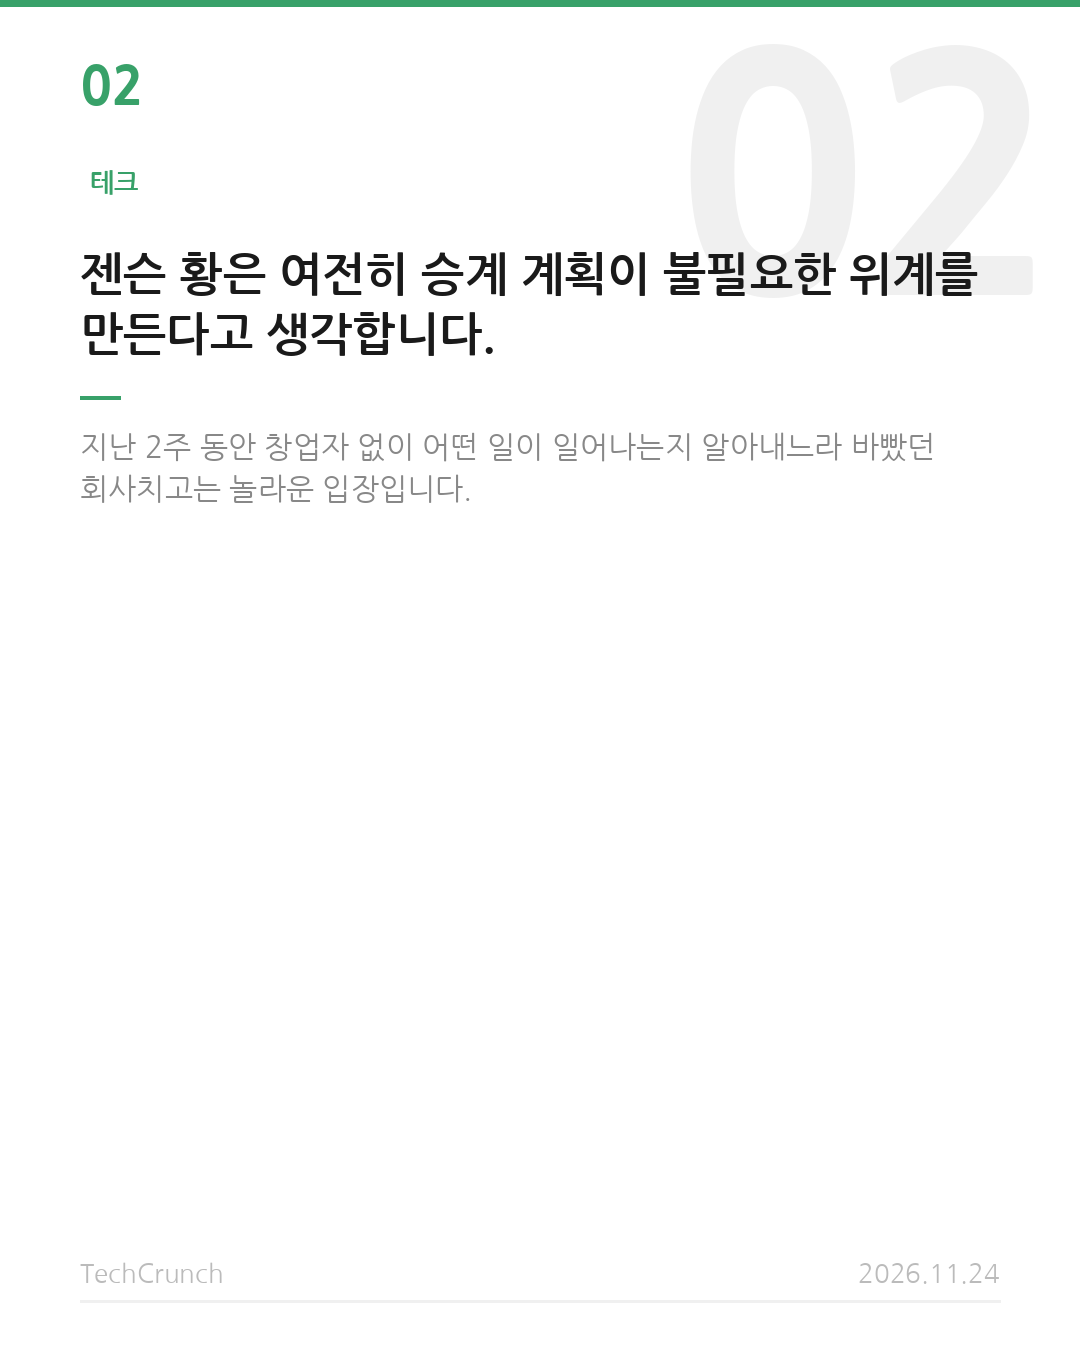 02
02
테크
젠슨 황은 여전히 승계 계획이 불필요한 위계를
만든다고 생각합니다.
지난 2주 동안 창업자 없이 어떤 일이 일어나는지 알아내느라 바빴던
회사치고는 놀라운 입장입니다.
TechCrunch
2026.11.24